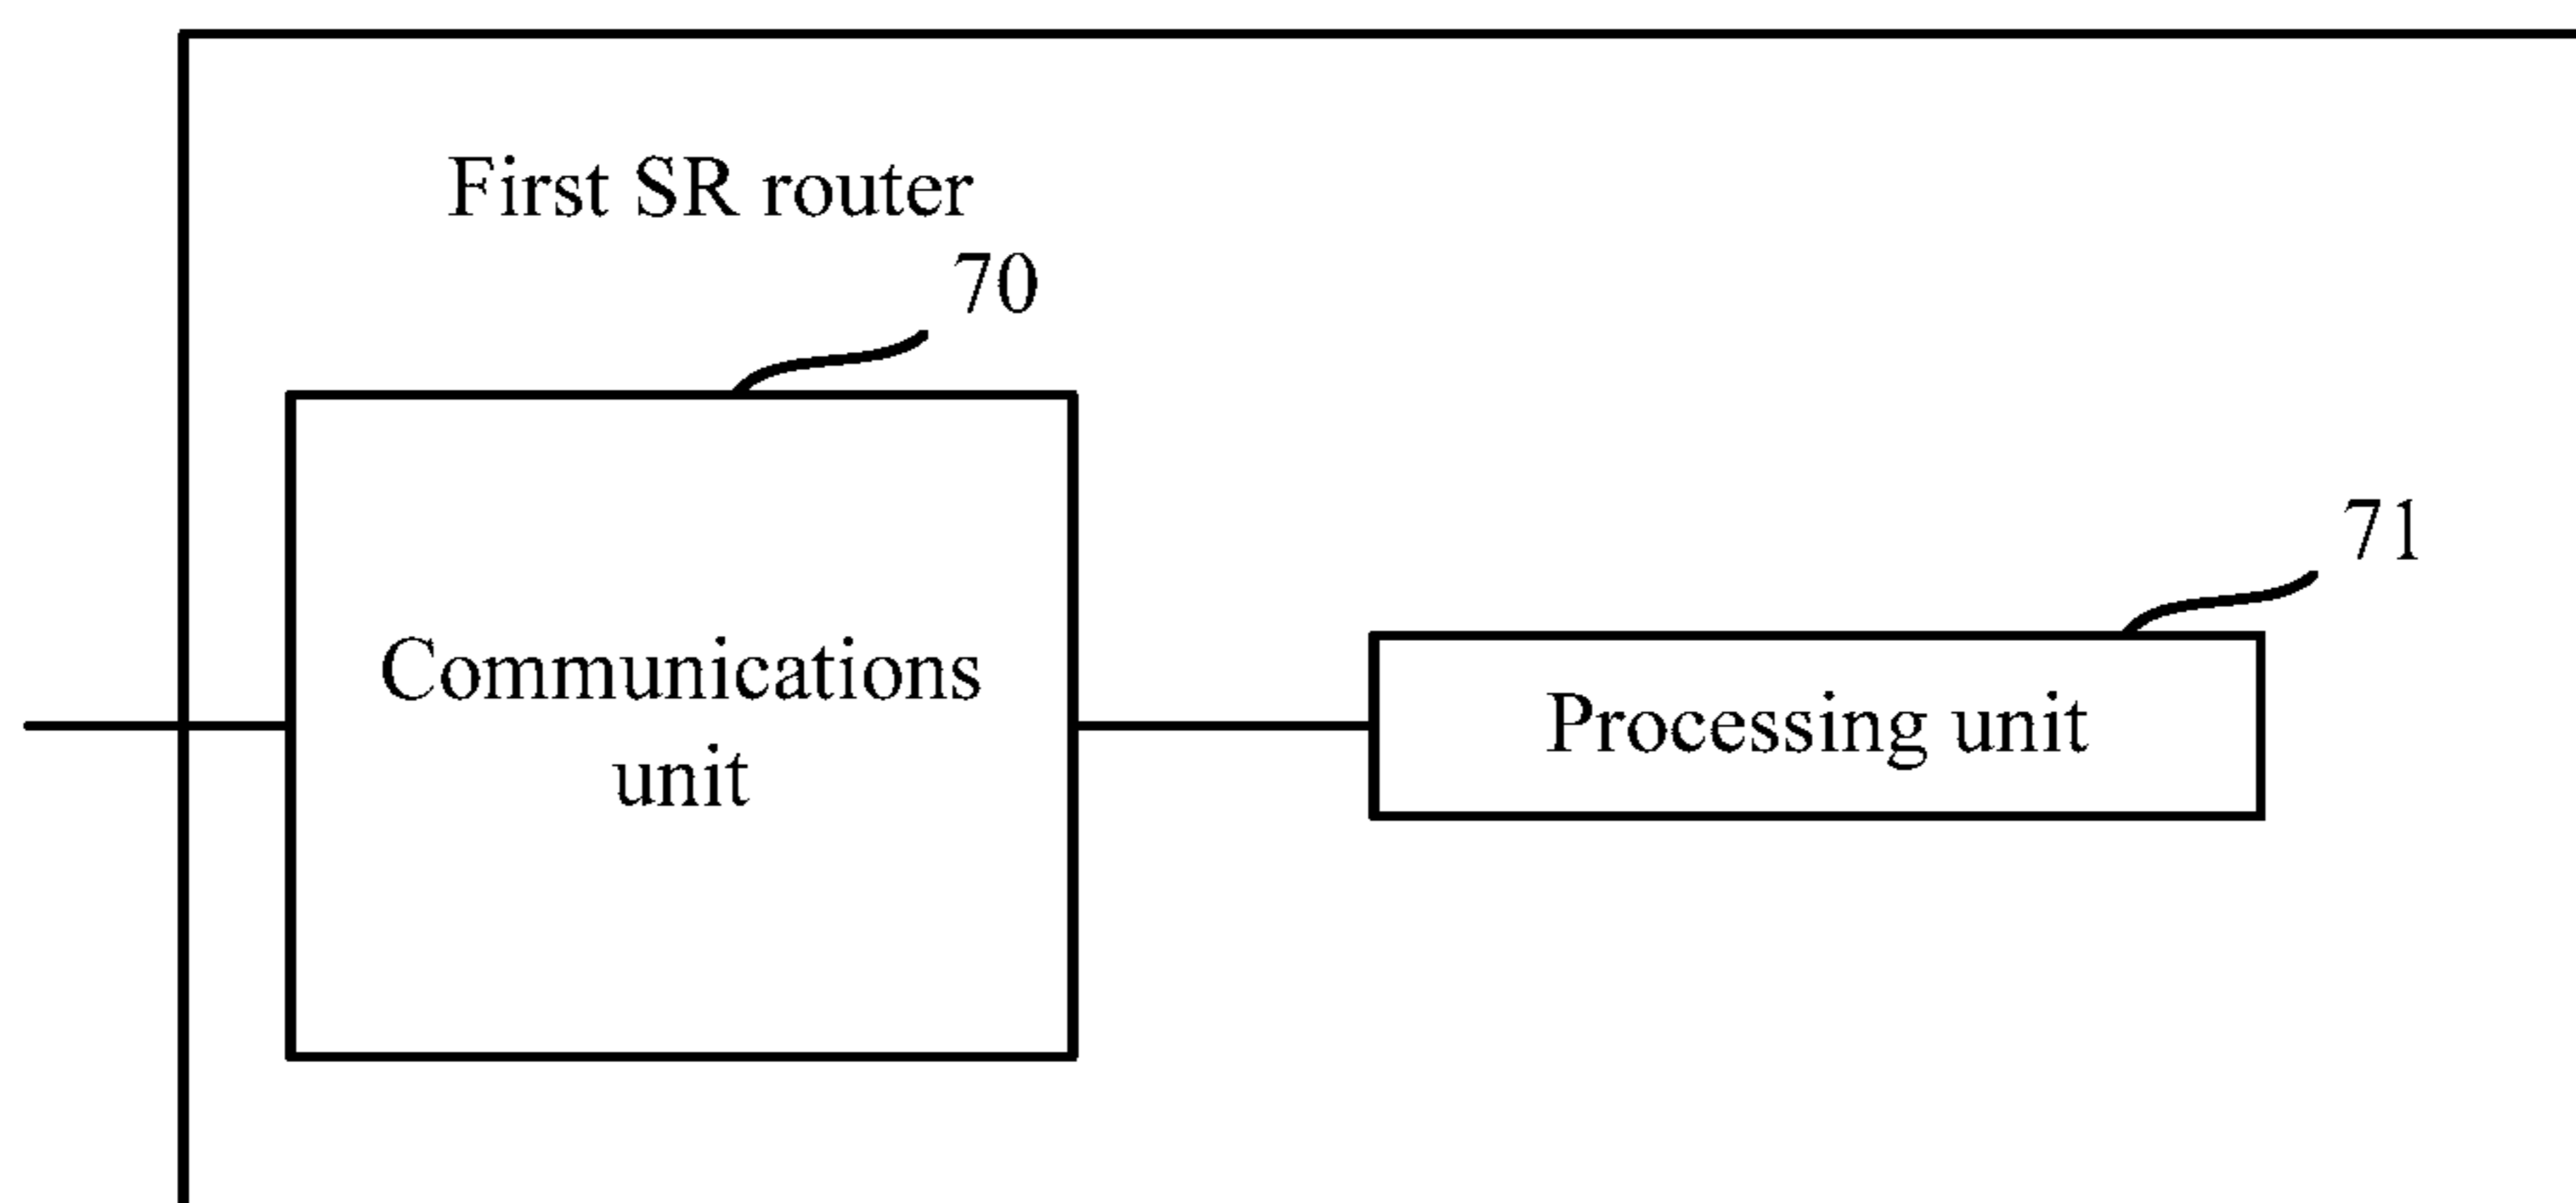 First SR router
70
71
Communications
unit
Processing unit